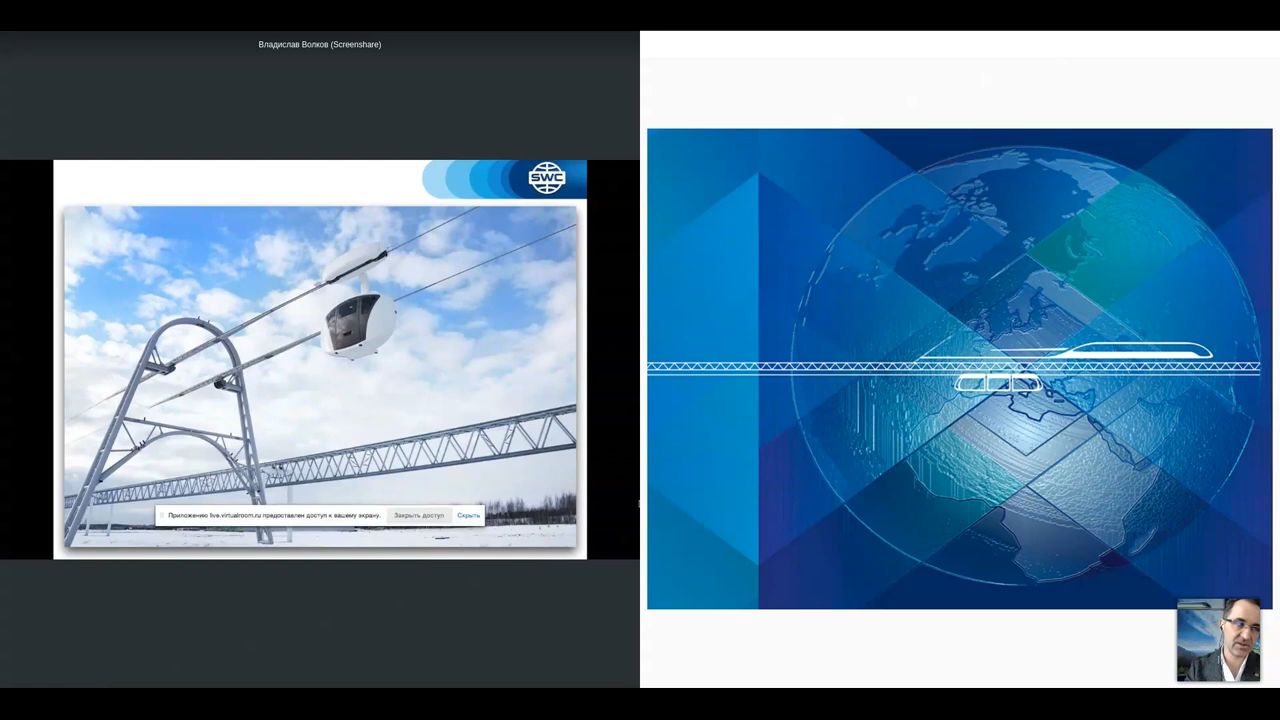 Владислав Волков (Screenshare)
SWC
Приложению live.virtualroom.ru предоставлен доступ к вашему экрану.
Закрыть доступ
Скрыть